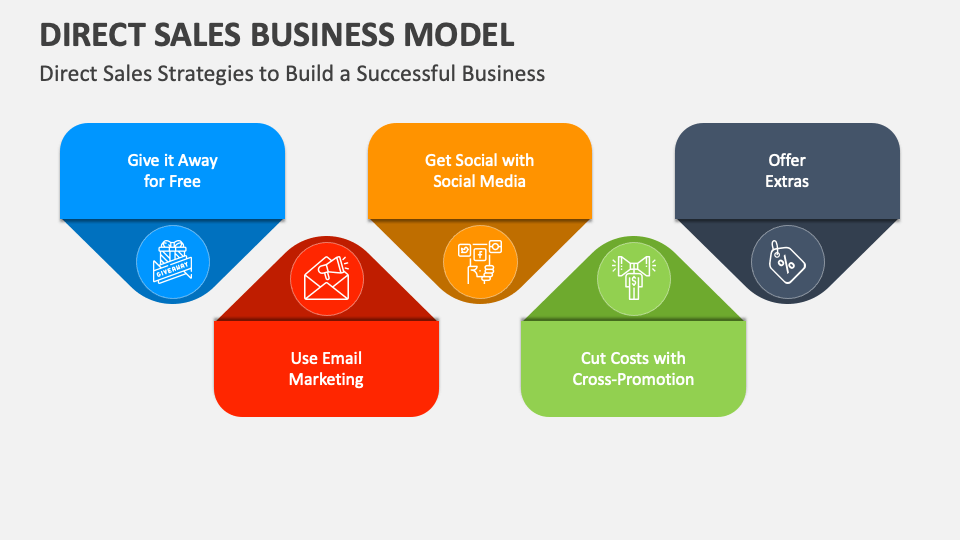 DIRECT SALES BUSINESS MODEL
Direct Sales Strategies to Build a Successful Business
Give it Away
for Free
GIVEAWAY
Use Email
Marketing
Get Social with
Social Media
Cut Costs with
Cross-Promotion
$
Offer
Extras
%